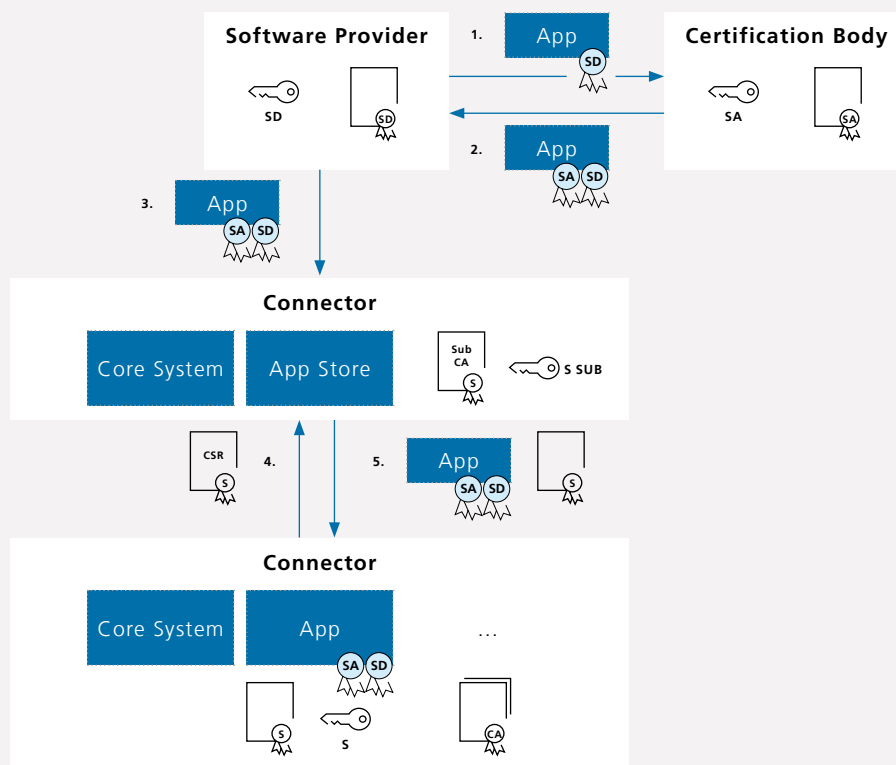 Software Provider
1.
App
SD
Certification Body
SD
SD
SA
SA
2.
App
SA SD
3.
App
SA SD
Connector
Core System
App Store
Sub
CA
S
S SUB
CSR
S
4.
5.
App
SA SD
S
Connector
Core System
App
...
SA SD
S
S
CA